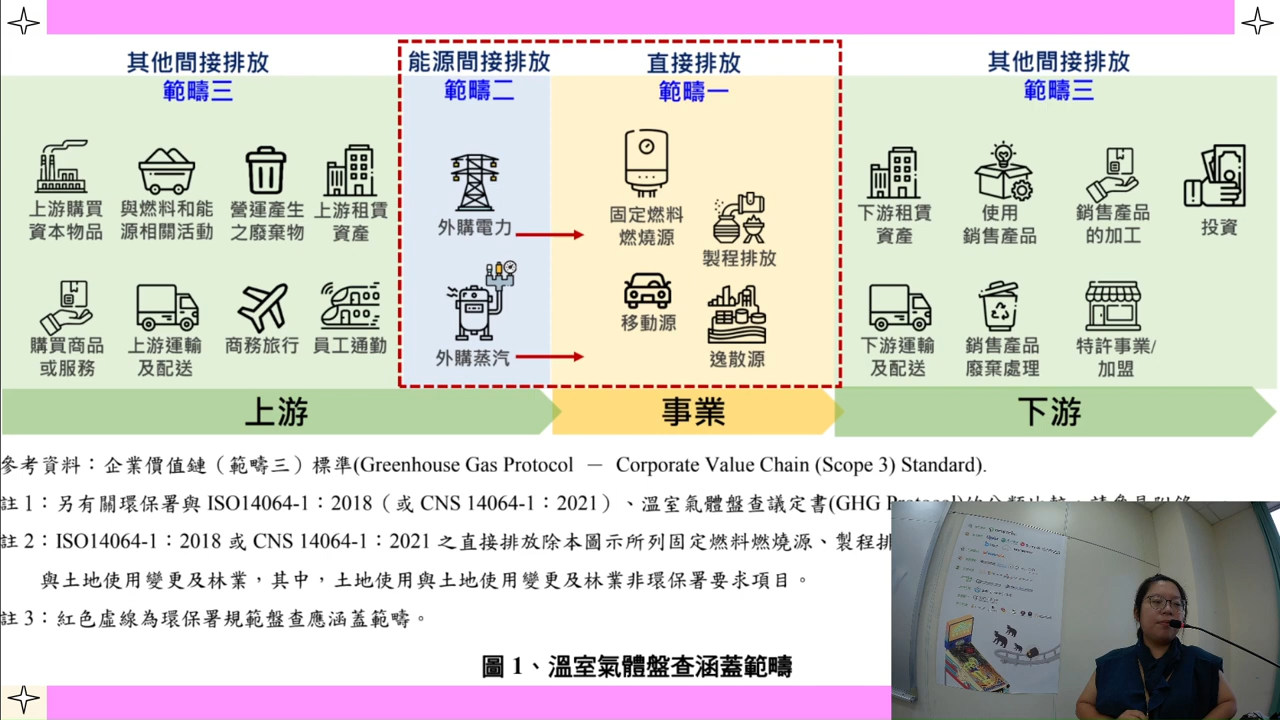 其他間接排放
範疇三
能源間接排放
範疇二
直接排放
範疇一
其他間接排放
範疇三
上游購買
資本物品
與燃料和能
源相關活動
營運產生
之廢棄物
上游租賃
資產
購買商品
或服務
上游運輸
及配送
商務旅行
員工通勤
外購電力
外購蒸汽
固定燃料
燃燒源
製程排放
移動源
逸散源
下游租賃
資產
使用
銷售產品
銷售產品
的加工
投資
下游運輸
及配送
銷售產品
廢棄處理
特許事業/
加盟
上游
事業
下游
參考資料：企業價值鏈（範疇三）標準(Greenhouse Gas Protocol － Corporate Value Chain (Scope 3) Standard).
註 1：另有關環保署與 ISO14064-1：2018（或 CNS 14064-1：2021）、溫室氣體盤查議定書(GHG Protocol)
註 2：ISO14064-1：2018 或 CNS 14064-1：2021 之直接排放除本圖示所列固定燃料燃燒源、製程排
與土地使用變更及林業，其中，土地使用與土地使用變更及林業非環保署要求項目。
註 3：紅色虛線為環保署規範盤查應涵蓋範疇。
圖 1、溫室氣體盤查涵蓋範疇